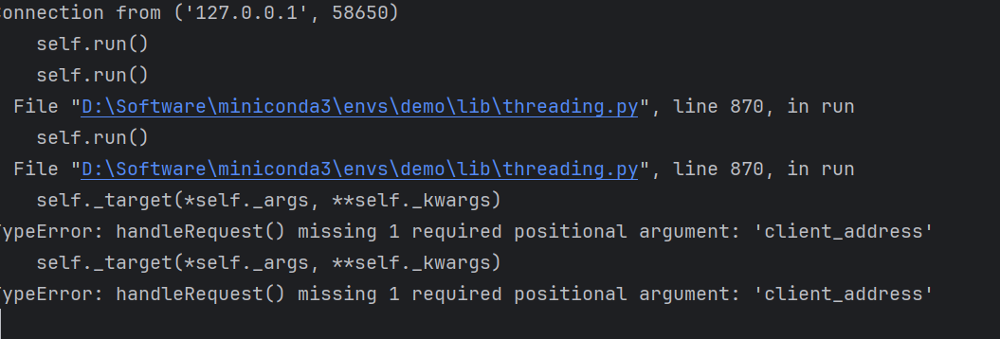 onnection from ('127.0.0.1', 58650)
    self.run()
    self.run()
  File "D:\Software\miniconda3\envs\demo\lib\threading.py", line 870, in run
    self.run()
  File "D:\Software\miniconda3\envs\demo\lib\threading.py", line 870, in run
    self._target(*self._args, **self._kwargs)
TypeError: handleRequest() missing 1 required positional argument: 'client_address'
    self._target(*self._args, **self._kwargs)
TypeError: handleRequest() missing 1 required positional argument: 'client_address'